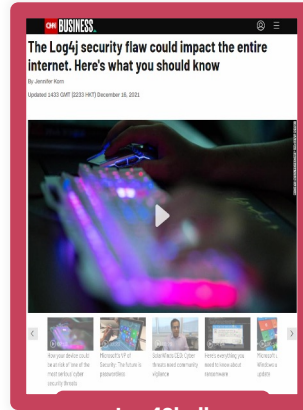 CNN BUSINESS
The Log4j security flaw could impact the entire
internet. Here's what you should know
By Jennifer Korn
Updated 1433 GMT (2233 HKT) December 15, 2021
How your device could
be at risk of 'one of the
most serious' cyber
security threats
Microsoft's VP of
Security: The future is
passwordless
SolarWinds CEO: Cyber
threats need community
vigilance
Here's everything you
need to know about
ransomware
Microsoft
Windows
update